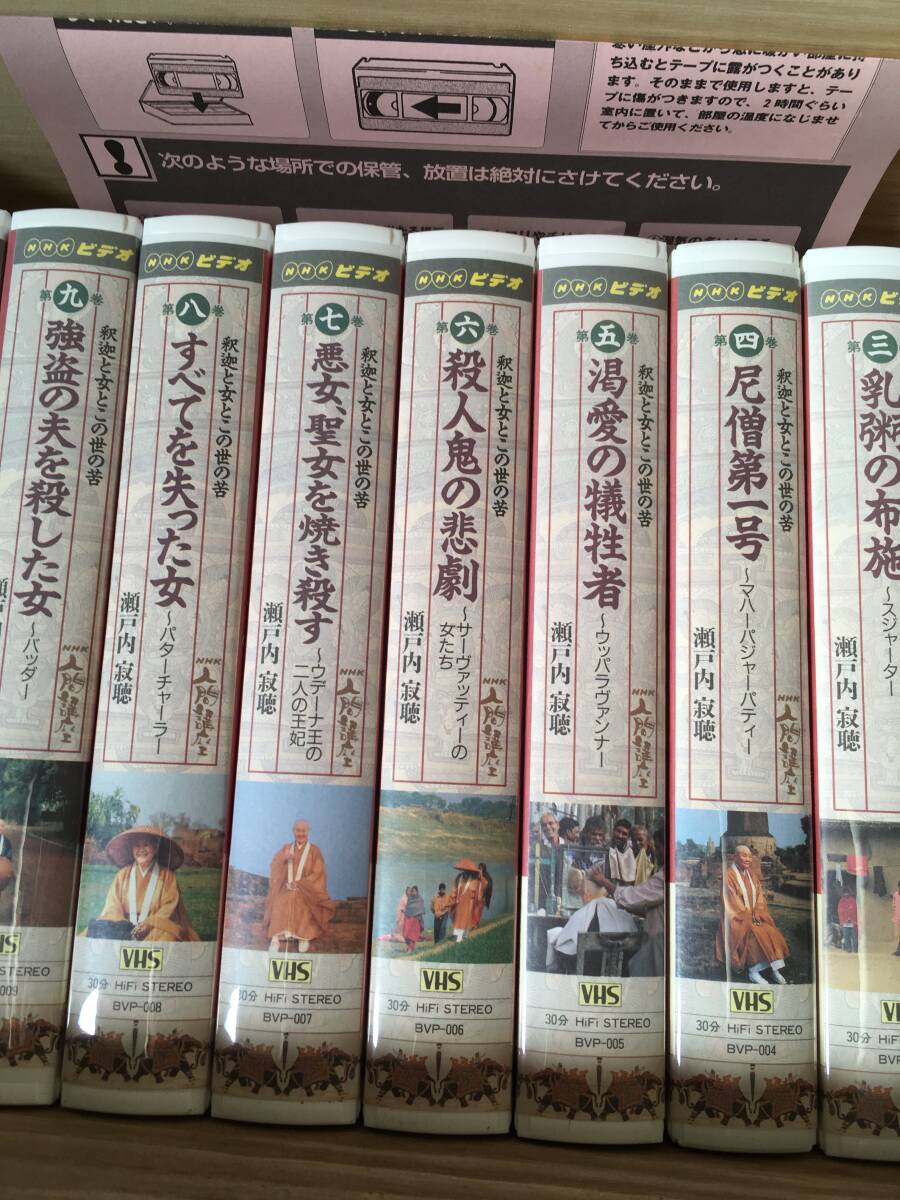 ち込むとテープに露がつくことがあり
ます。そのままで使用しますと、テー
プに傷がつきますので、2時間ぐらい
室内に置いて、部屋の温度になじませ
てからご使用ください。
次のような場所での保管、放置は絶対にさけてください。
NHKビデオ
第九巻
釈迦と女とこの世の苦
強盗の夫を殺した女
〜バッダー
NHK人間講座
STEREO
009
NHKビデオ
第八巻
釈迦と女とこの世の苦
すべてを失った女
〜パターチャーラー
瀬戸内 寂聴
VHS
30分 HiFi STEREO
BVP-008
NHKビデオ
第七巻
釈迦と女とこの世の苦
悪女、聖女を焼き殺す
〜ウデーナ王の
二人の王妃
瀬戸内 寂聴
NHK人間講座
VHS
30分 HiFi STEREO
BVP-007
NHKビデオ
第六巻
釈迦と女とこの世の苦
殺人鬼の悲劇
〜サーヴァッティーの
女たち
瀬戸内 寂聴
NHK人間講座
VHS
30分 HiFi STEREO
BVP-006
NHKビデオ
第五巻
釈迦と女とこの世の苦
渇愛の犠牲者
〜ウッパラヴァンナー
瀬戸内 寂聴
NHK人間講座
VHS
30分 HiFi STEREO
BVP-005
NHKビデオ
第四巻
釈迦と女とこの世の苦
尼僧第一号
〜マハーパジャーパティー
瀬戸内 寂聴
NHK人間講座
VHS
30分 HiFi STEREO
BVP-004
NHKビデオ
第三
乳粥の布施
〜スジャーター
瀬戸内 寂聴
30分 HiFi